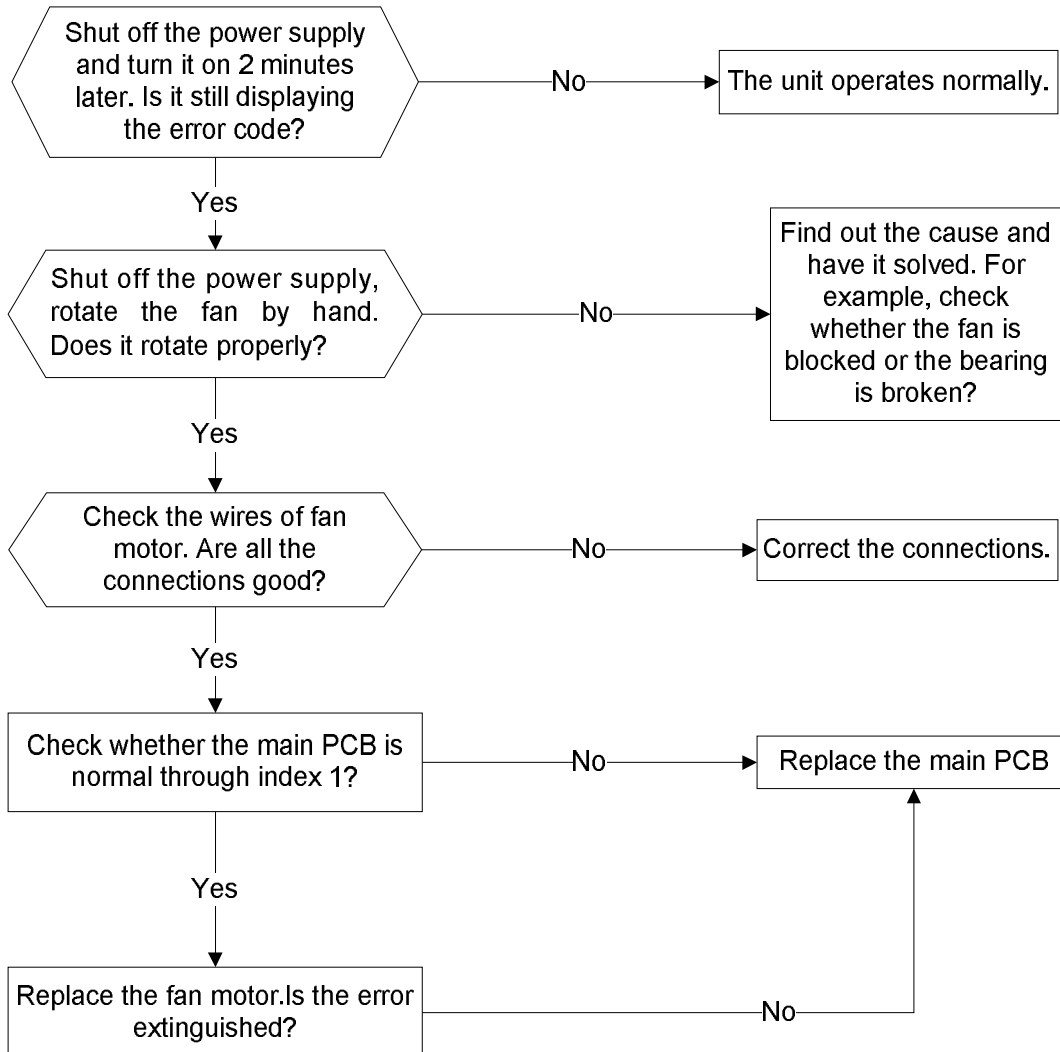 Shut off the power supply
and turn it on 2 minutes
later. Is it still displaying
the error code?
No
The unit operates normally.
Yes
Shut off the power supply,
rotate the fan by hand.
Does it rotate properly?
No
Find out the cause and
have it solved. For
example, check
whether the fan is
blocked or the bearing
is broken?
Yes
Check the wires of fan
motor. Are all the
connections good?
No
Correct the connections.
Yes
Check whether the main PCB is
normal through index 1?
No
Replace the main PCB
Yes
Replace the fan motor.Is the error
extinguished?
No